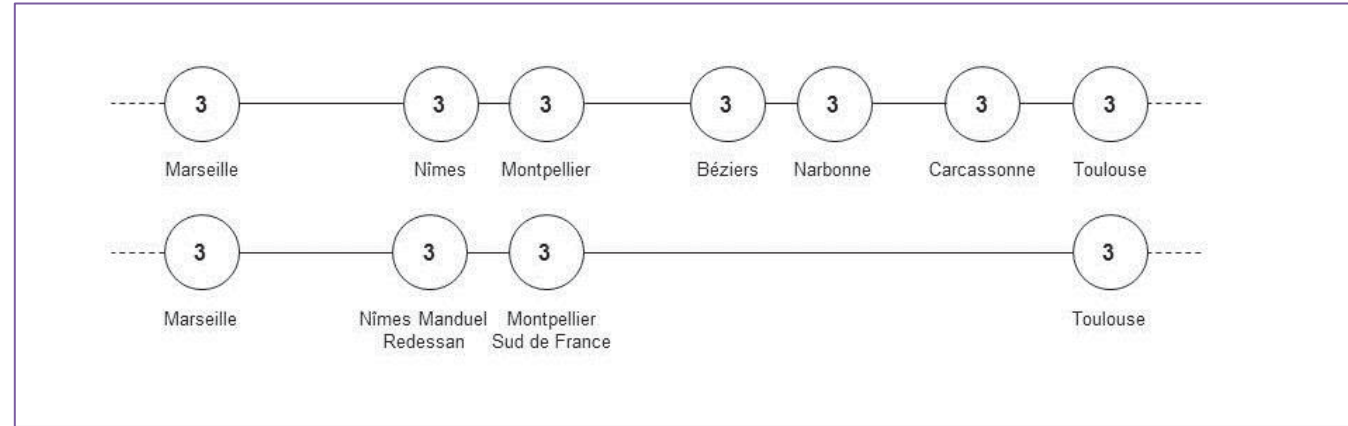 3 3 3 3 3 3 3
Marseille Nîmes Montpellier Béziers Narbonne Carcassonne Toulouse
3 3 3 3
Marseille Nîmes Manduel Montpellier Toulouse
Redessan Sud de France